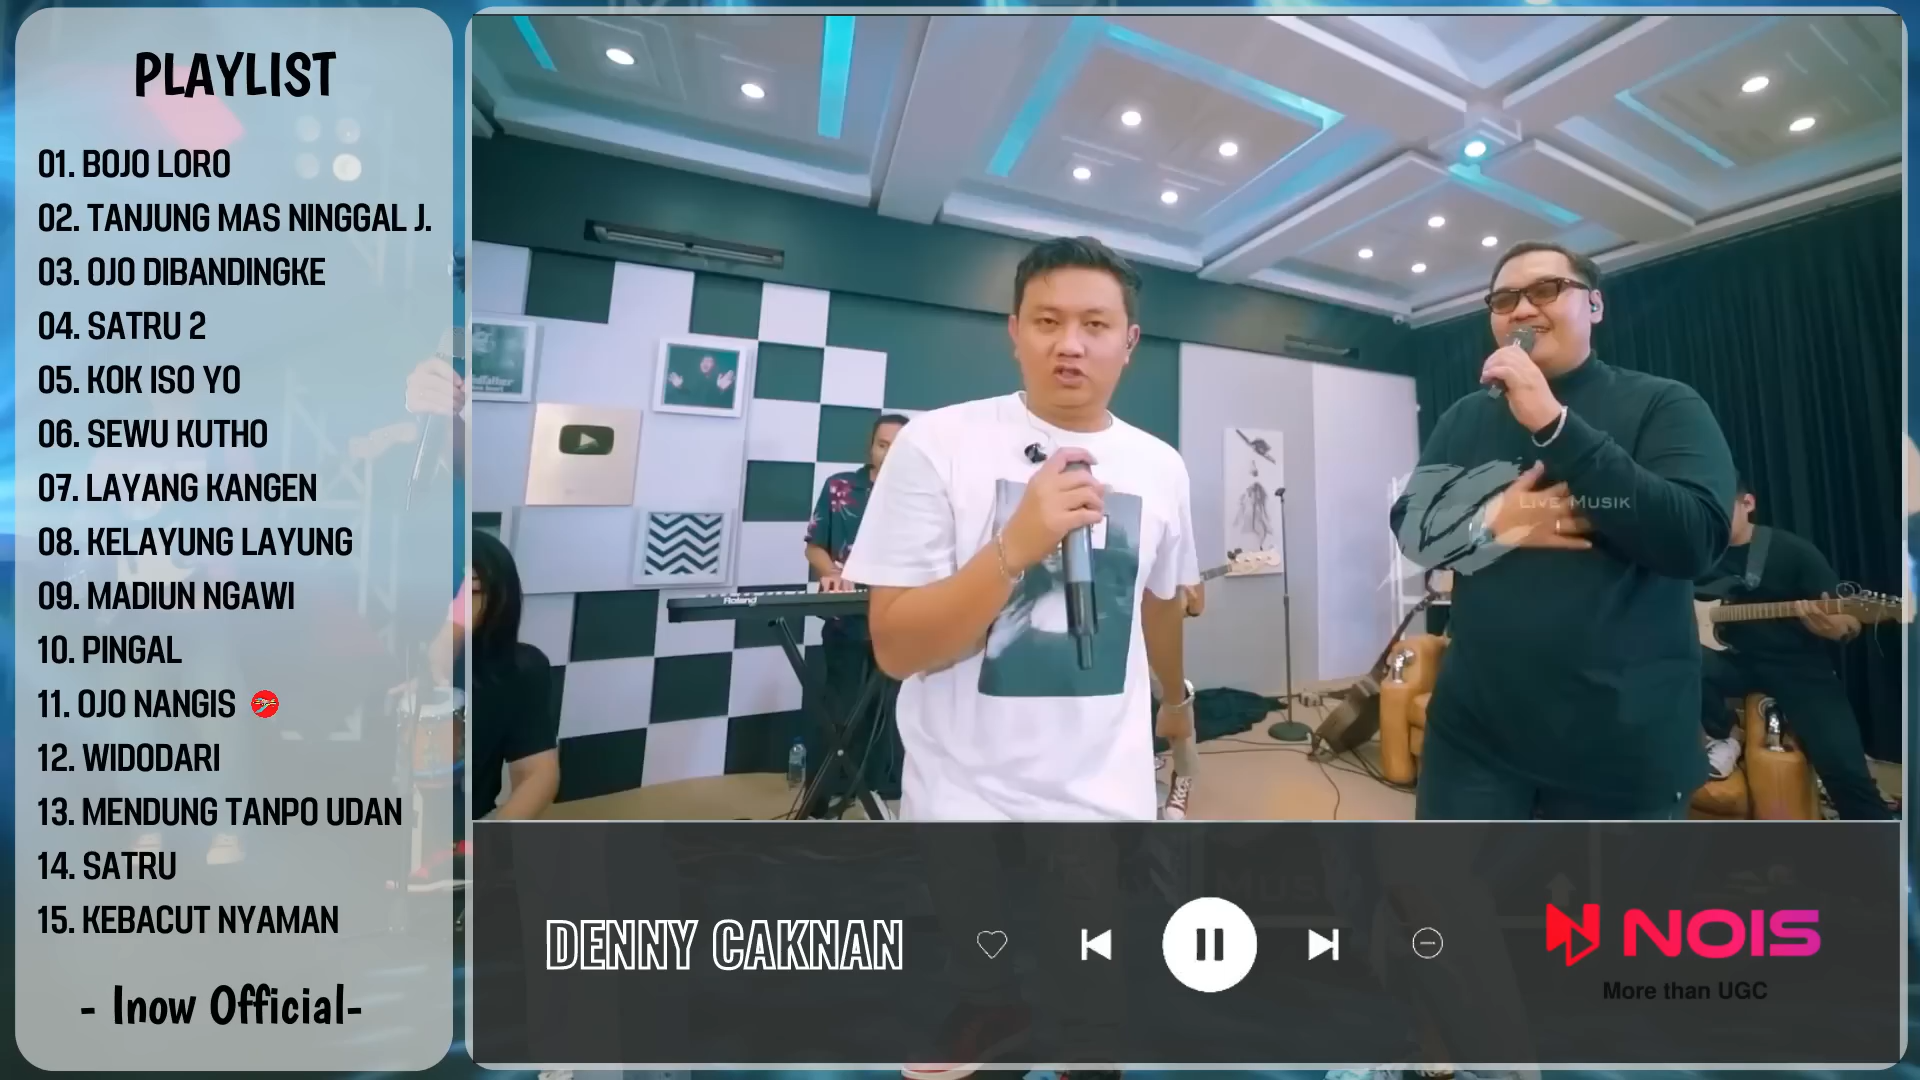 PLAYLIST
01. BOJO LORO
02. TANJUNG MAS NINGGAL J.
03. OJO DIBANDINGKE
04. SATRU 2
05. KOK ISO YO
06. SEWU KUTHO
07. LAYANG KANGEN
08. KELAYUNG LAYUNG
09. MADIUN NGAWI
10. PINGAL
11. OJO NANGIS
12. WIDODARI
13. MENDUNG TANPO UDAN
14. SATRU
15. KEBACUT NYAMAN
- Inow Official-
Roland
LIVE MUSIK
DENNY CAKNAN
NOIS
More than UGC